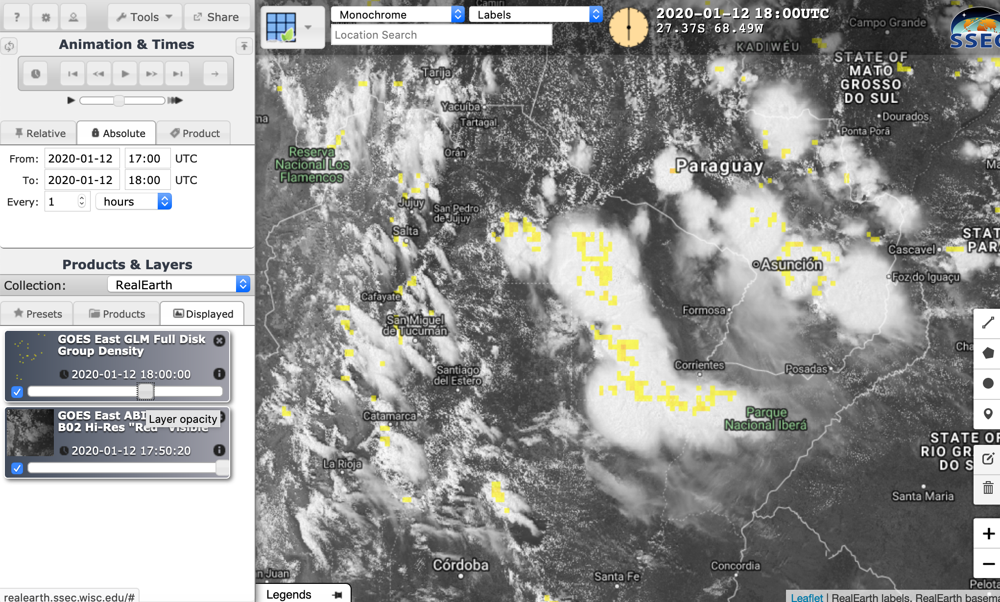 ?
Tools
Share
Animation & Times
Relative
Absolute
Product
From: 2020-01-12 17:00 UTC
To: 2020-01-12 18:00 UTC
Every: 1 hours
Products & Layers
Collection: RealEarth
Presets
Products
Displayed
GOES East GLM Full Disk
Group Density
2020-01-12 18:00:00
GOES East ABI
B02 Hi-Res "Red" Visible
Layer opacity
2020-01-12 17:50:20
realearth.ssec.wisc.edu/#
Monochrome
Labels
Location Search
2020-01-12 18:00UTC
27.37S 68.49W
SSEC
Camiri
Campo Grande
KADIWÉU
STATE OF
MATO
GROSSO
DO SUL
Tarija
Yacuiba
Tartagal
Dourados
Ponta Porã
ma
Reserva
Nacional Los
Flamencos
Orán
Paraguay
Ma
Jujuy
San Pedro
de Jujuy
Salta
STAT
PAR
Cascavel
Asunción
Foz do Iguaçu
Cafayate
Formosa
San Miguel
de Tucumán
Cha
Santiago
del Estero
Corrientes
Posadas
Catamarca
Parque
Nacional Iberá
La Rioja
STATE OF
RIO GR
DO S
Santa Maria
Córdoba
Concordia
n Juan
Santa Fe
Pelota
+
−
Legends
Leaflet | RealEarth labels, RealEarth basem